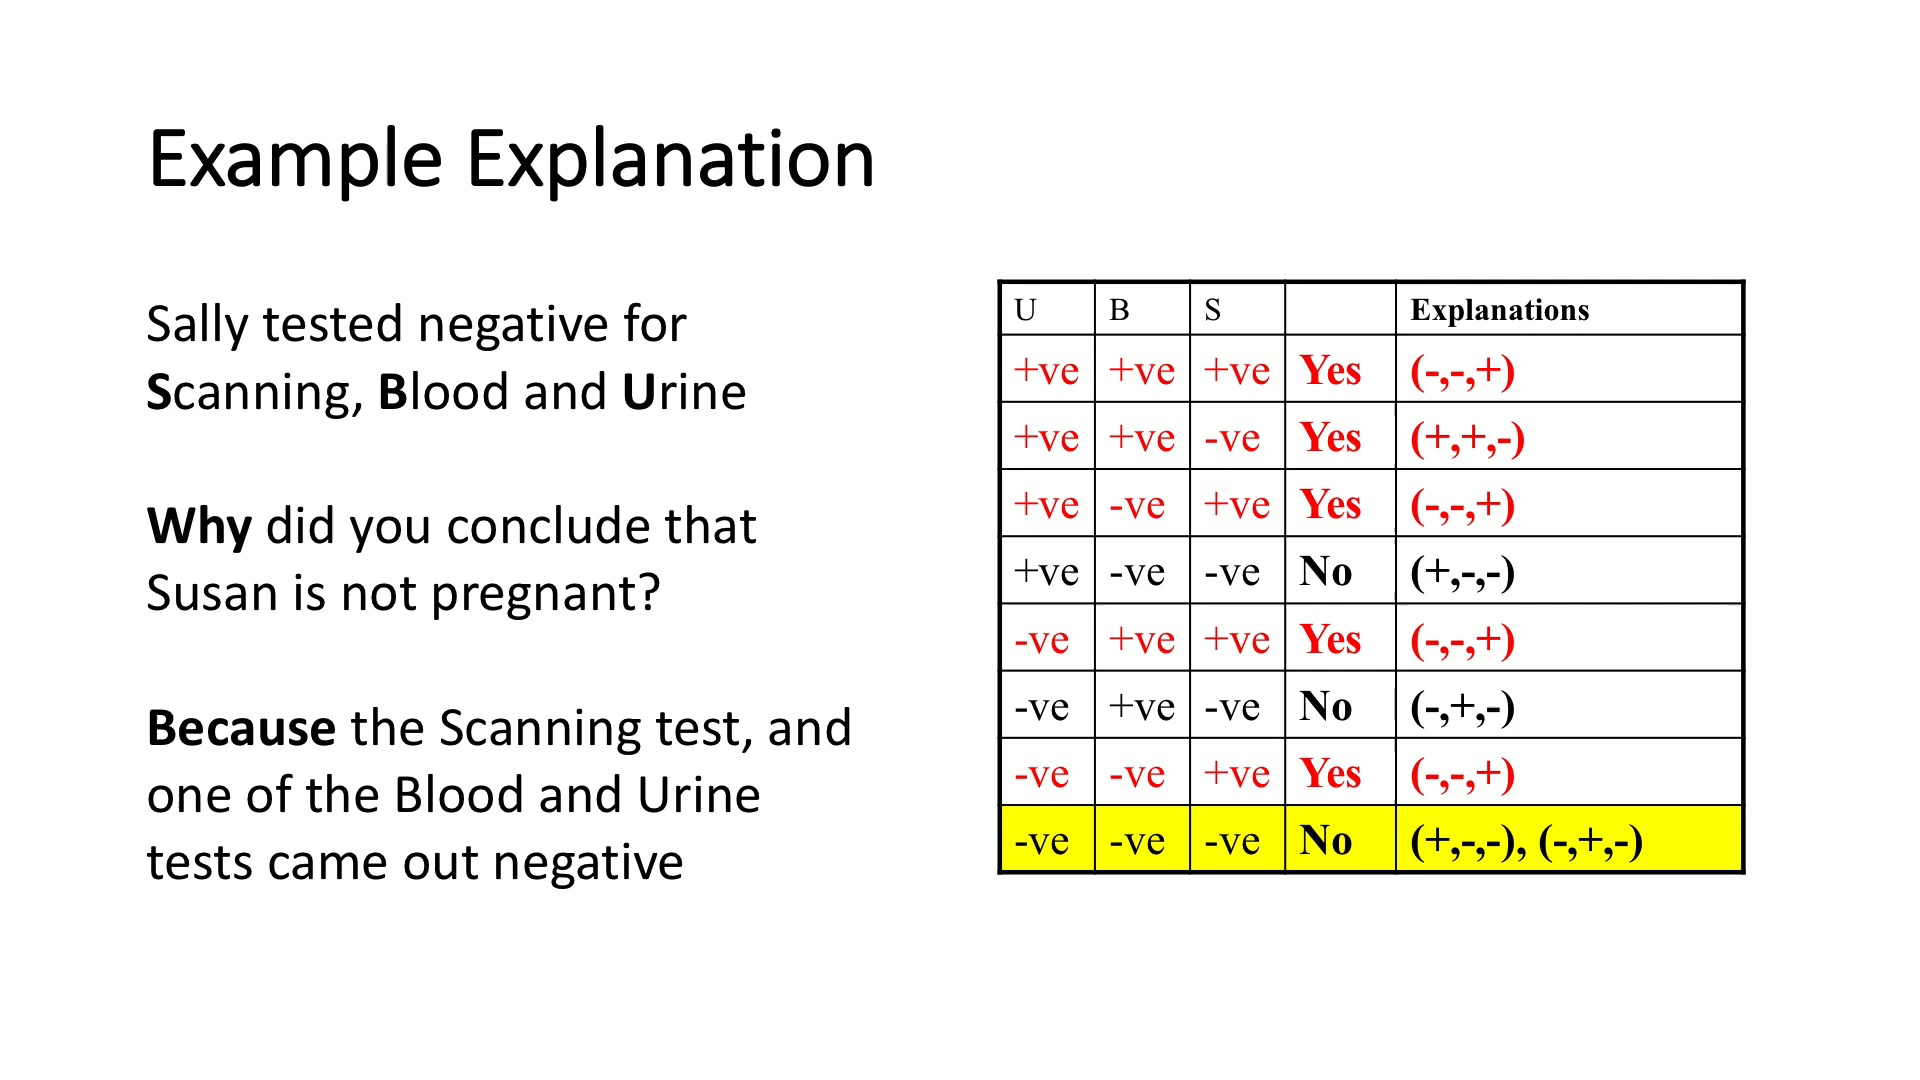 Example Explanation
Sally tested negative for
Scanning, Blood and Urine
Why did you conclude that
Susan is not pregnant?
Because the Scanning test, and
one of the Blood and Urine
tests came out negative
U B S Explanations
+ve +ve +ve Yes (-,-,+)
+ve +ve -ve Yes (+,+,-)
+ve -ve +ve Yes (-,-,+)
+ve -ve -ve No (+,-,-)
-ve +ve +ve Yes (-,-,+)
-ve +ve -ve No (-,+,-)
-ve -ve +ve Yes (-,-,+)
-ve -ve -ve No (+,-,-), (-,+,-)